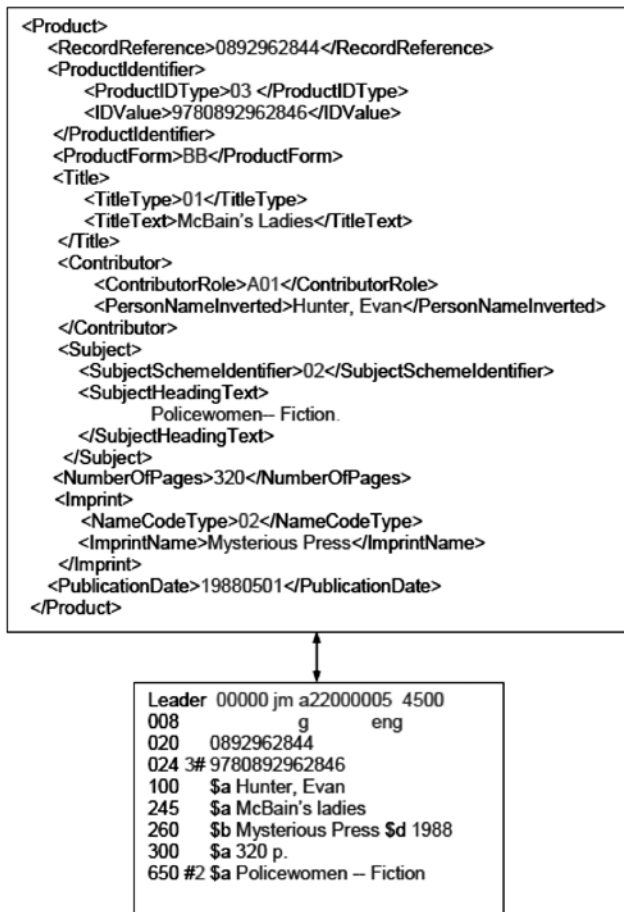 <Product>
<RecordReference>0892962844</RecordReference>
<ProductIdentifier>
<ProductIDType>03 </ProductIDType>
<IDValue>9780892962846</IDValue>
</ProductIdentifier>
<ProductForm>BB</ProductForm>
<Title>
<TitleType>01</TitleType>
<TitleText>McBain's Ladies</TitleText>
</Title>
<Contributor>
<ContributorRole>A01</ContributorRole>
<PersonNameInverted>Hunter, Evan</PersonNameInverted>
</Contributor>
<Subject>
<SubjectSchemeIdentifier>02</SubjectSchemeIdentifier>
<SubjectHeadingText>
Policewomen-- Fiction.
</SubjectHeadingText>
</Subject>
<NumberOfPages>320</NumberOfPages>
<Imprint>
<NameCodeType>02</NameCodeType>
<ImprintName>Mysterious Press</ImprintName>
</Imprint>
<PublicationDate>19880501</PublicationDate>
</Product>
Leader 00000 jm a22000005 4500
008 g eng
020 0892962844
024 3# 9780892962846
100 $a Hunter, Evan
245 $a McBain's ladies
260 $b Mysterious Press $d 1988
300 $a 320 p.
650 #2 $a Policewomen -- Fiction